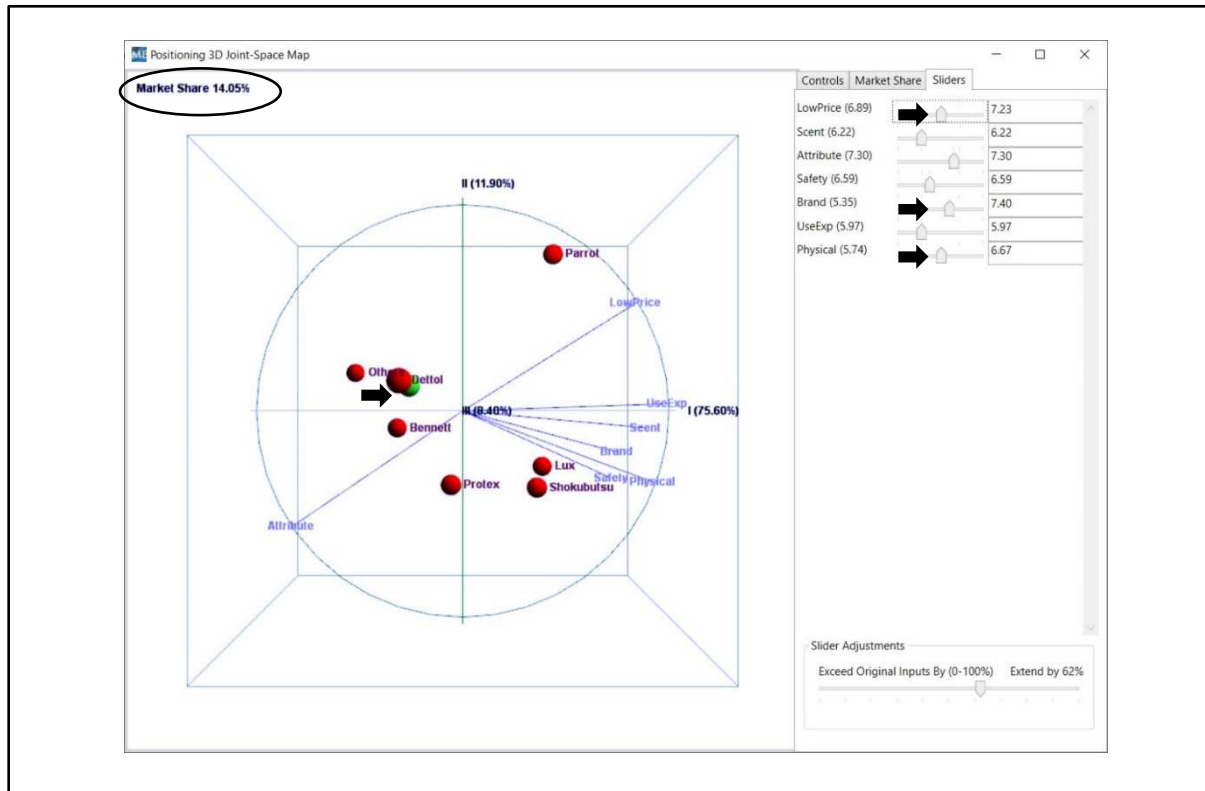 Positioning 3D Joint-Space Map
Market Share 14.05%
Controls Market Share Sliders
LowPrice (6.89) 7.23
Scent (6.22) 6.22
Attribute (7.30) 7.30
Safety (6.59) 6.59
Brand (5.35) 7.40
UseExp (5.97) 5.97
Physical (5.74) 6.67
II (11.90%)
Parrot
LowPrice
Dettol
UseExp
III (8.40%)
I (75.60%)
Bennett
Scent
Brand
Lux
Safety
Physical
Protex
Shokubutsu
Attribute
Slider Adjustments
Exceed Original Inputs By (0-100%) Extend by 62%